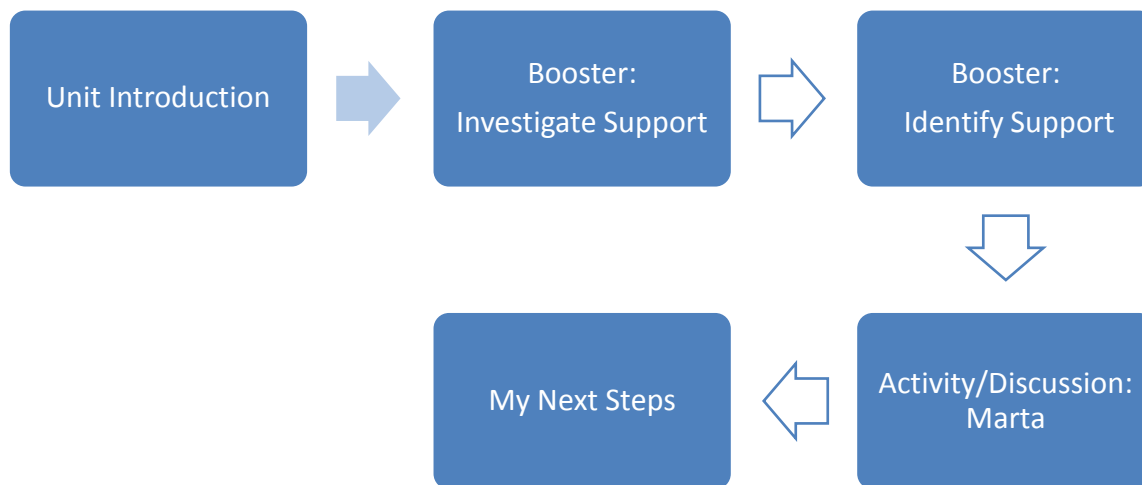 Unit Introduction
Booster:
Investigate Support
Booster:
Identify Support
Activity/Discussion:
Marta
My Next Steps